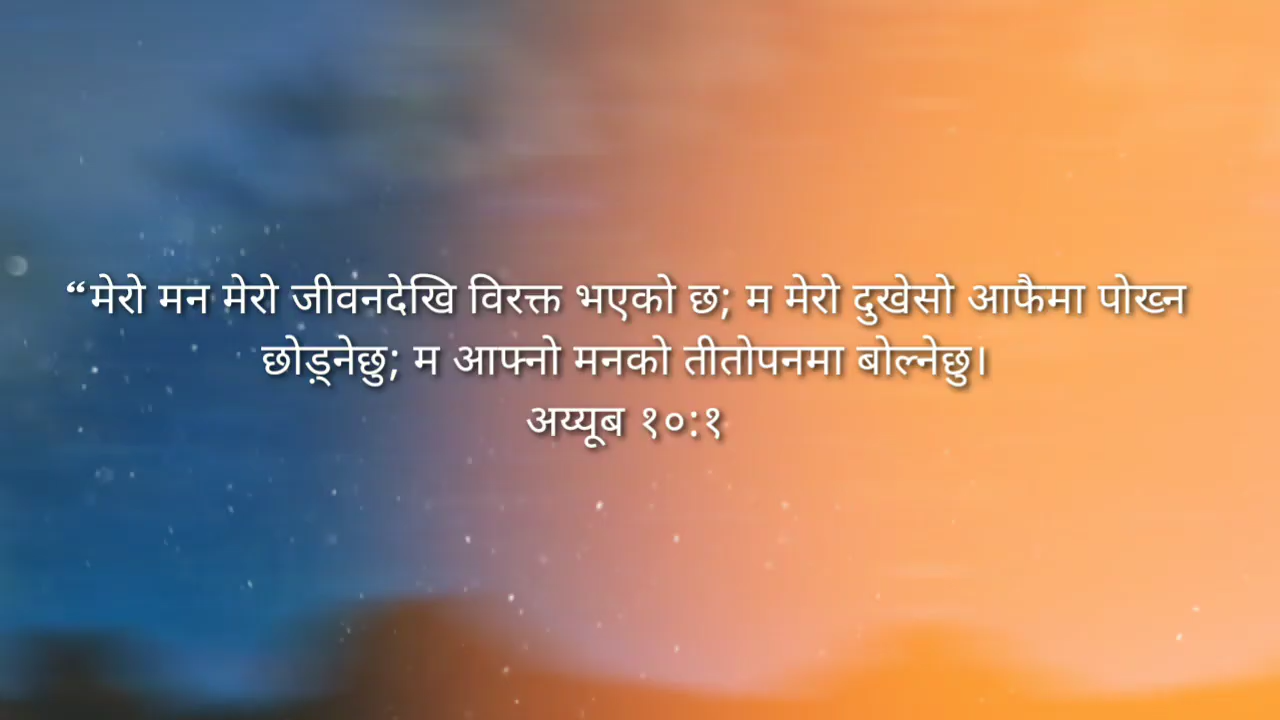 “मेरो मन मेरो जीवनदेखि विरक्त भएको छ; म मेरो दुखेसो आफैमा पोख्न
छोड़्नेछु; म आफ्नो मनको तीतोपनमा बोल्नेछु।
अय्यूब १०:१